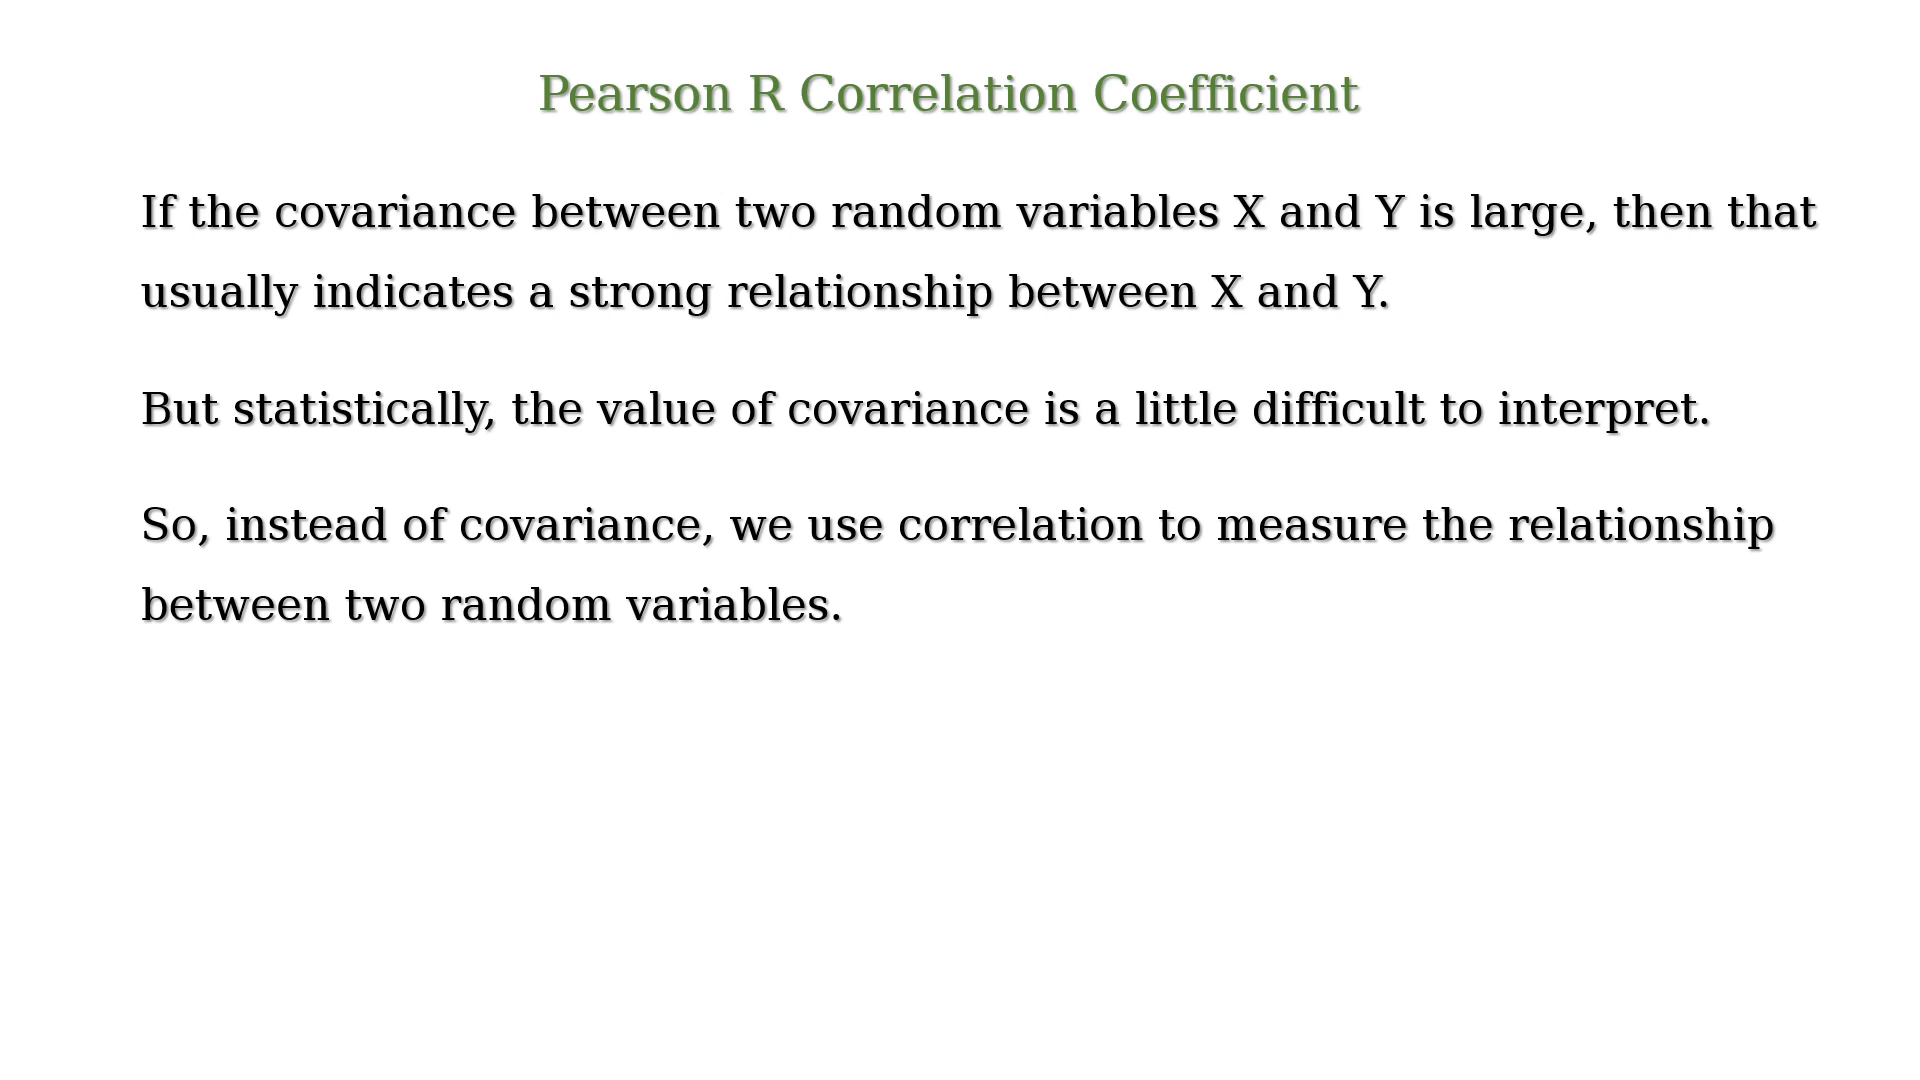 Pearson R Correlation Coefficient
If the covariance between two random variables X and Y is large, then that
usually indicates a strong relationship between X and Y.
But statistically, the value of covariance is a little difficult to interpret.
So, instead of covariance, we use correlation to measure the relationship
between two random variables.